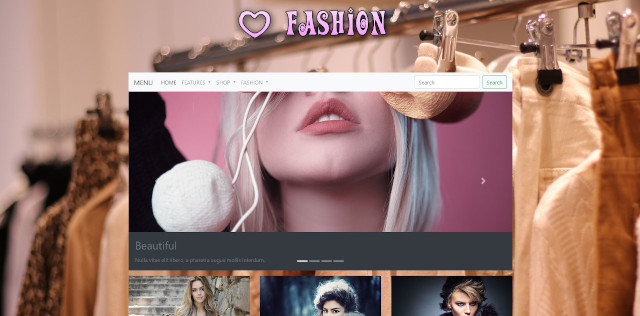 FASHION
MENU HOME FEATURES SHOP FASHION Search Search
Beautiful
Nulla vitae elit libero, a pharetra augue mollis interdum.